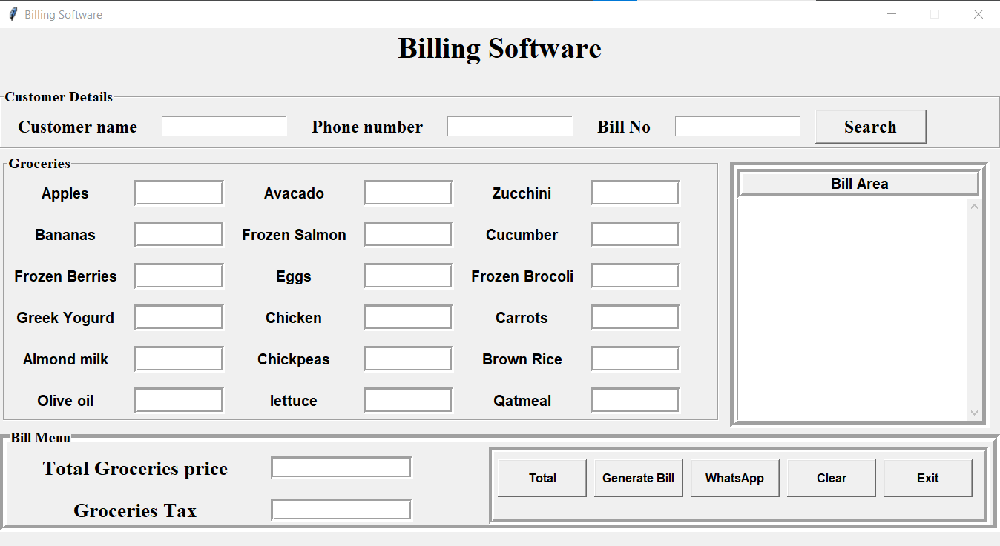 Billing Software
Billing Software
Customer Details
Customer name Phone number Bill No Search
Groceries
Apples Avacado Zucchini
Bill Area
Bananas Frozen Salmon Cucumber
Frozen Berries Eggs Frozen Brocoli
Greek Yogurd Chicken Carrots
Almond milk Chickpeas Brown Rice
Olive oil lettuce Qatmeal
Bill Menu
Total Groceries price
Total Generate Bill WhatsApp Clear Exit
Groceries Tax